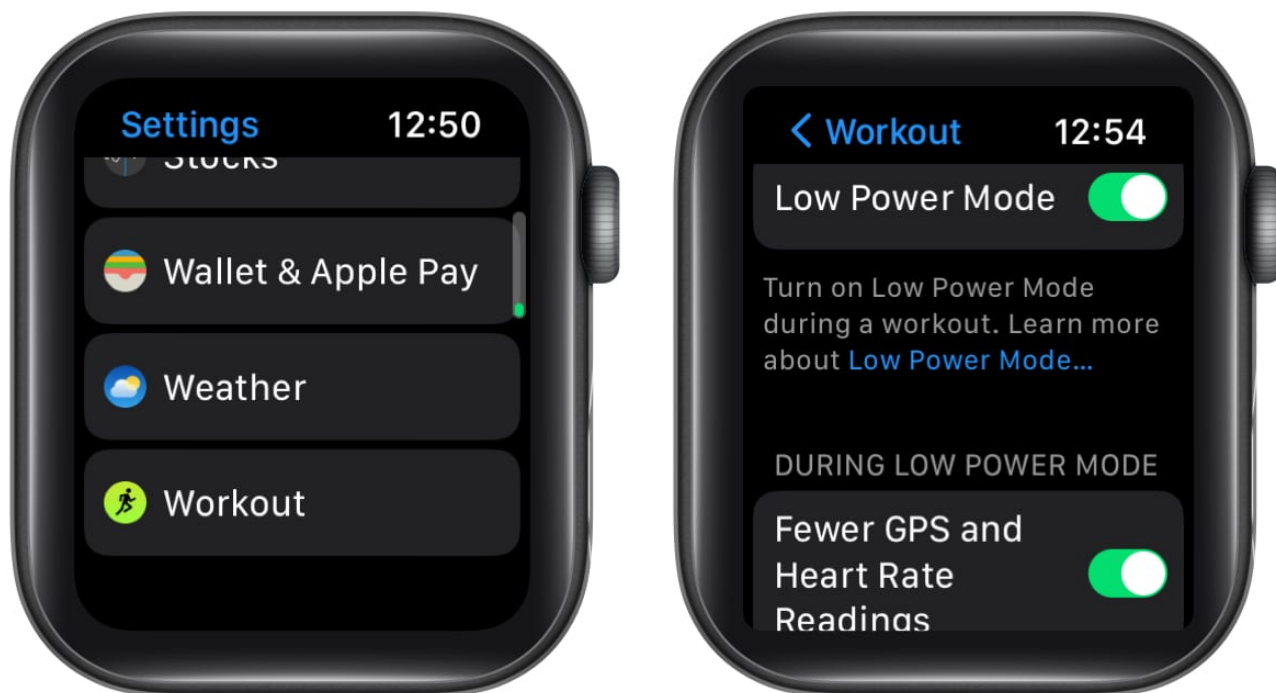 Settings 12:50
Stocks
Wallet & Apple Pay
Weather
Workout
Workout 12:54
Low Power Mode
Turn on Low Power Mode
during a workout. Learn more
about Low Power Mode...
DURING LOW POWER MODE
Fewer GPS and
Heart Rate
Readings